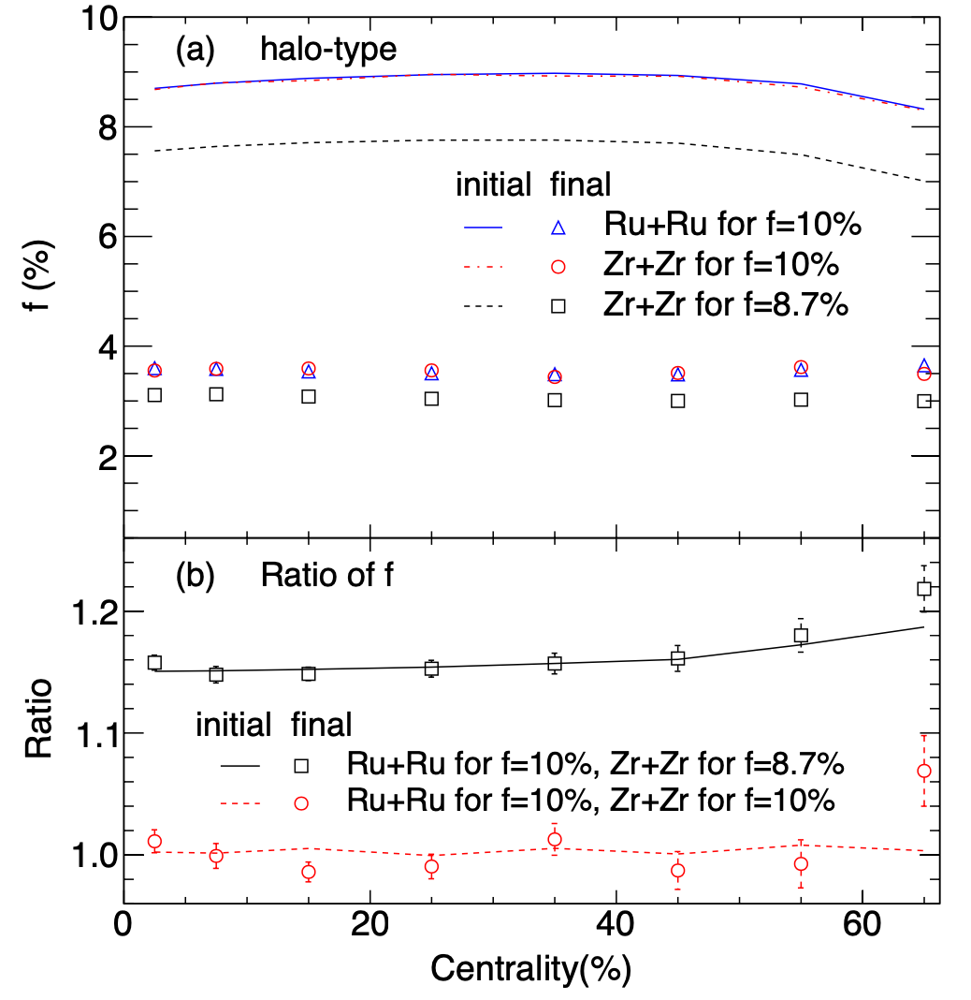 10
(a) halo-type
8
initial final
Ru+Ru for f=10%
6
Zr+Zr for f=10%
Zr+Zr for f=8.7%
f (%)
4
2
(b) Ratio of f
1.2
initial final
1.1
Ru+Ru for f=10%, Zr+Zr for f=8.7%
Ru+Ru for f=10%, Zr+Zr for f=10%
Ratio
1.0
0 20 40 60
Centrality(%)